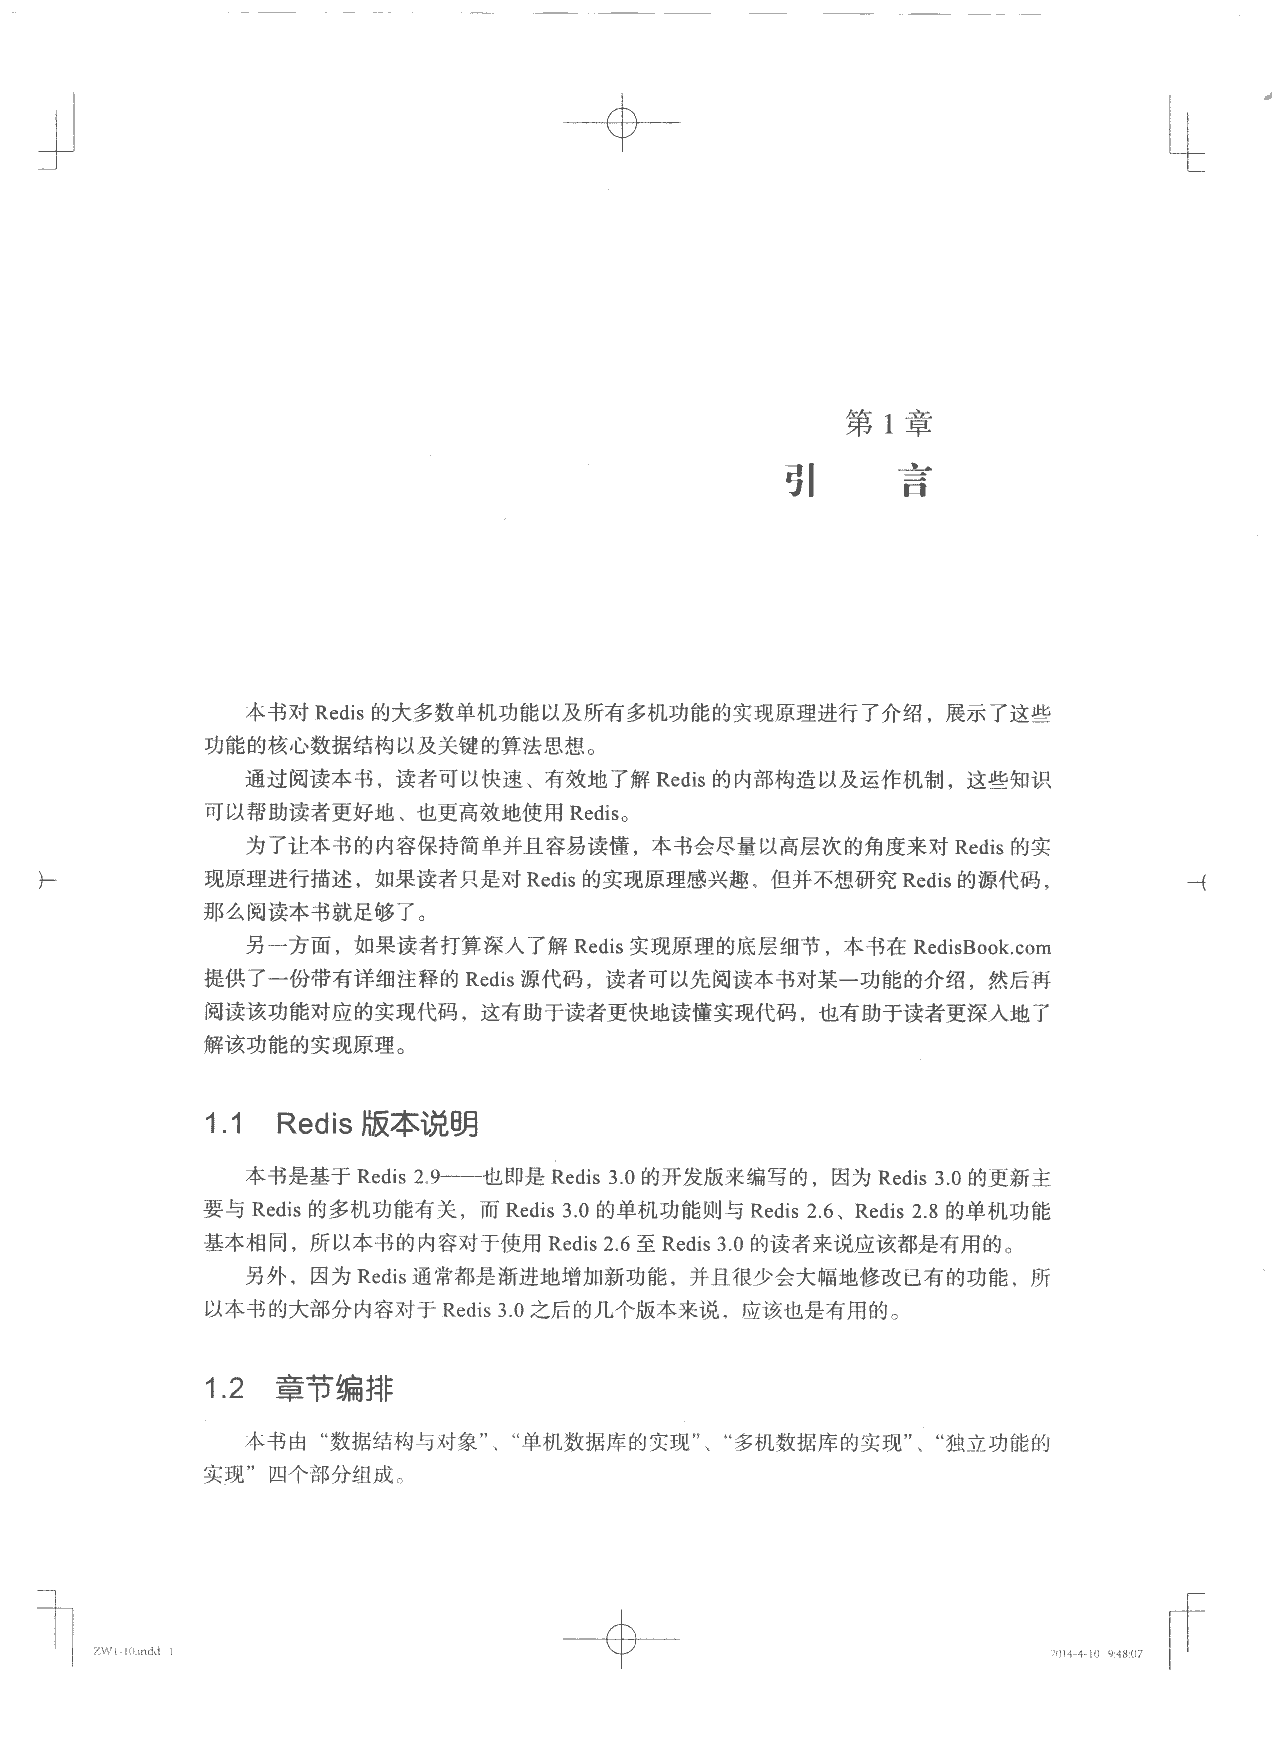 第 1 章
引 言
本书对 Redis 的大多数单机功能以及所有多机功能的实现原理进行了介绍，展示了这些
功能的核心数据结构以及关键的算法思想。
通过阅读本书，读者可以快速、有效地了解 Redis 的内部构造以及运作机制，这些知识
可以帮助读者更好地、也更高效地使用 Redis。
为了让本书的内容保持简单并且容易读懂，本书会尽量以高层次的角度来对 Redis 的实
现原理进行描述，如果读者只是对 Redis 的实现原理感兴趣，但并不想研究 Redis 的源代码，
那么阅读本书就足够了。
另一方面，如果读者打算深入了解 Redis 实现原理的底层细节，本书在 RedisBook.com
提供了一份带有详细注释的 Redis 源代码，读者可以先阅读本书对某一功能的介绍，然后再
阅读该功能对应的实现代码，这有助于读者更快地读懂实现代码，也有助于读者更深入地了
解该功能的实现原理。
1.1 Redis 版本说明
本书是基于 Redis 2.9——也即是 Redis 3.0 的开发版来编写的，因为 Redis 3.0 的更新主
要与 Redis 的多机功能有关，而 Redis 3.0 的单机功能则与 Redis 2.6、Redis 2.8 的单机功能
基本相同，所以本书的内容对于使用 Redis 2.6 至 Redis 3.0 的读者来说应该都是有用的。
另外，因为 Redis 通常都是渐进地增加新功能，并且很少会大幅地修改已有的功能，所
以本书的大部分内容对于 Redis 3.0 之后的几个版本来说，应该也是有用的。
1.2 章节编排
本书由“数据结构与对象”、“单机数据库的实现”、“多机数据库的实现”、“独立功能的
实现”四个部分组成。
ZW1-10.indd 1
2014-4-10 9:48:07